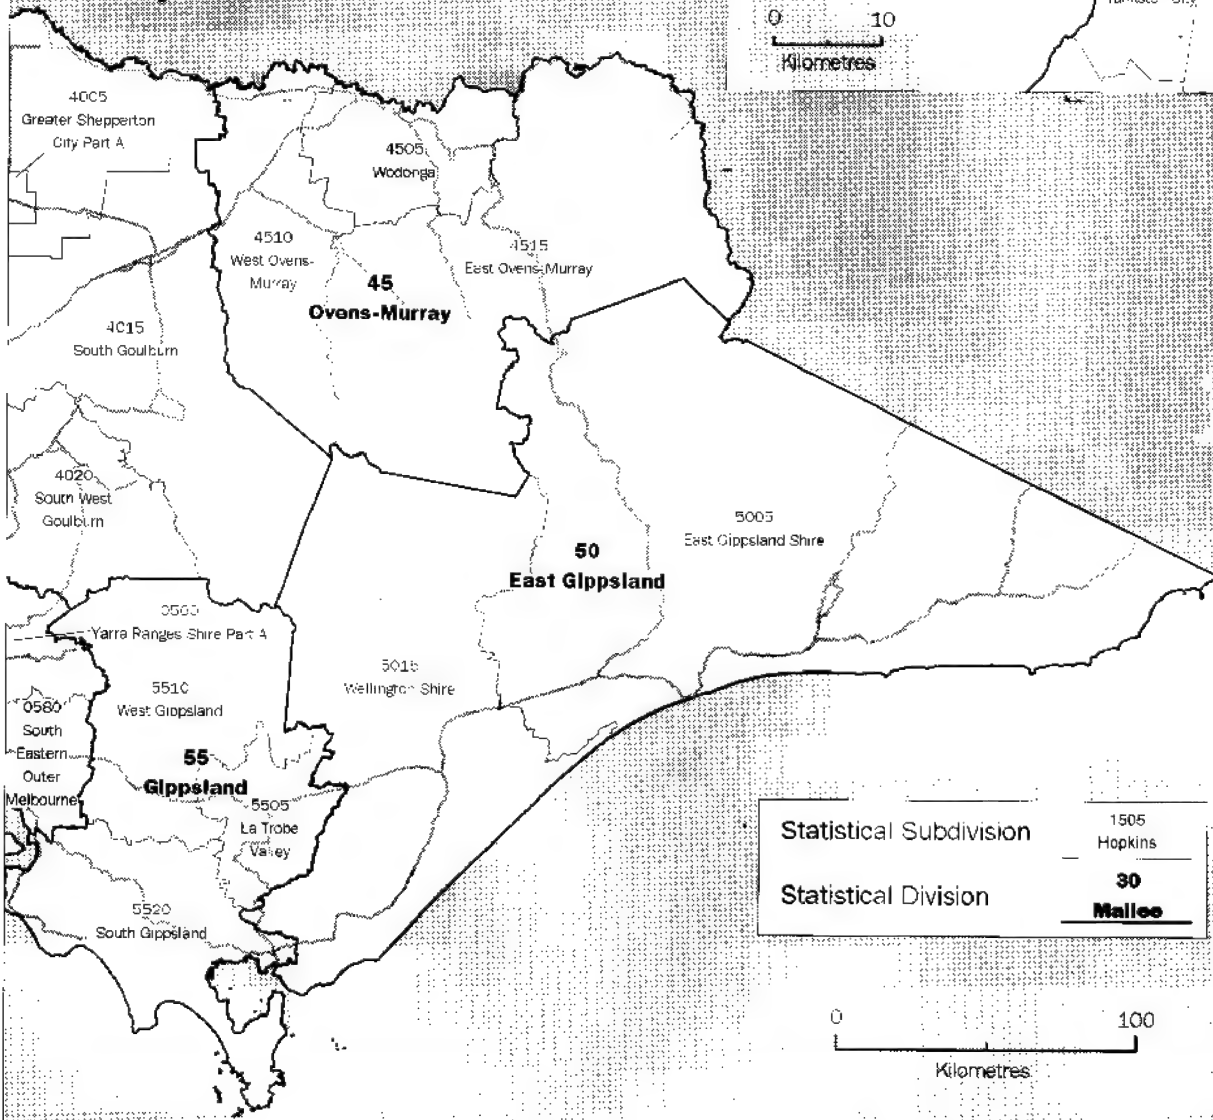 0 10
Kilometres
4005
Greater Shepperton
City Part A
4505
Wodonga
4510
West Ovens-
Murray
4515
East Ovens-Murray
45
Ovens-Murray
4015
South Goulburn
4020
South West
Goulburn
5005
East Gippsland Shire
50
East Gippsland
Yarra Ranges Shire Part A
5015
Wellington Shire
5510
West Gippsland
0580
South
Eastern
Outer
Melbourne
55
Gippsland
5505
La Trobe
Valley
5520
South Gippsland
Statistical Subdivision
1505
Hopkins
Statistical Division
30
Mallee
0 100
Kilometres